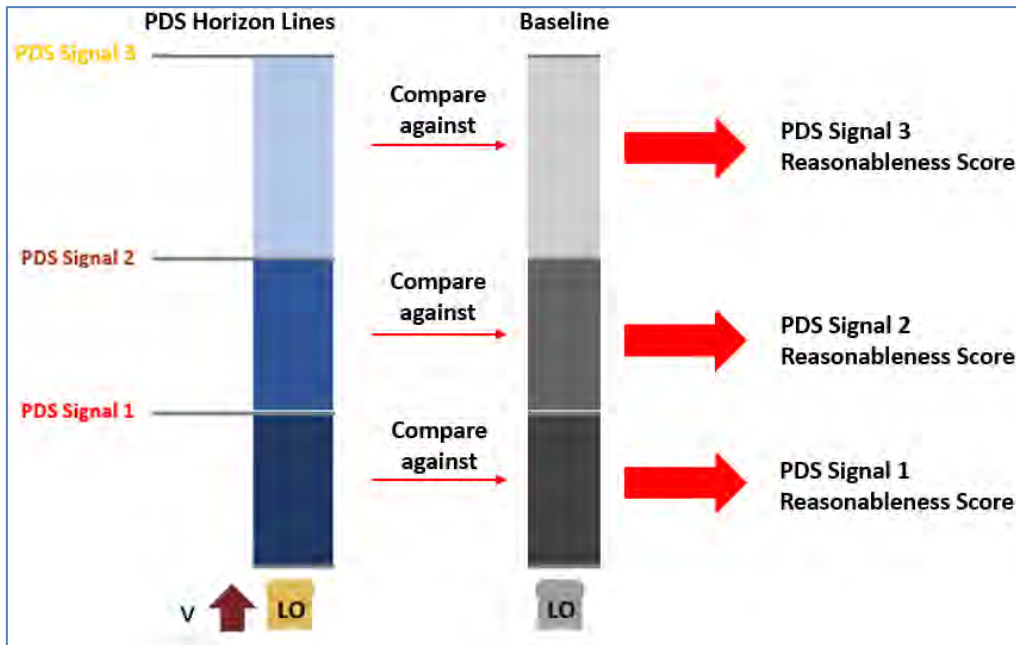 PDS Horizon Lines
Baseline
PDS Signal 3
Compare
against
PDS Signal 3
Reasonableness Score
PDS Signal 2
Compare
against
PDS Signal 2
Reasonableness Score
PDS Signal 1
Compare
against
PDS Signal 1
Reasonableness Score
V
LO
LO